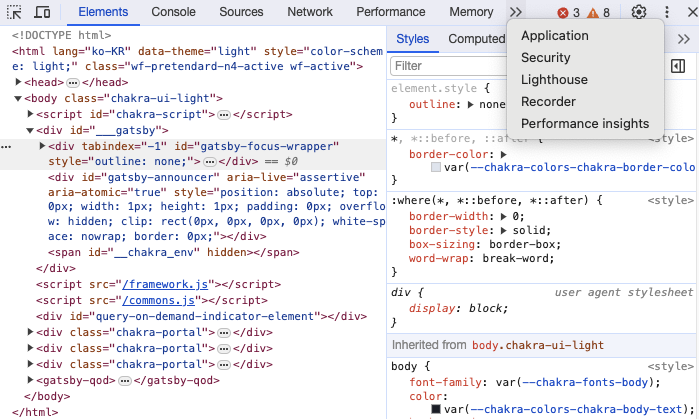 Elements Console Sources Network Performance Memory 3 8
<!DOCTYPE html>
<html lang="ko-KR" data-theme="light" style="color-schem
e: light;" class="wf-pretendard-n4-active wf-active">
<head> </head>
<body class="chakra-ui-light">
<script id="chakra-script"> </script>
<div id="___gatsby">
<div tabindex="-1" id="gatsby-focus-wrapper"
style="outline: none;"> </div> == $0
<div id="gatsby-announcer" aria-live="assertive"
aria-atomic="true" style="position: absolute; top:
0px; width: 1px; height: 1px; padding: 0px; overflo
w: hidden; clip: rect(0px, 0px, 0px, 0px); white-sp
ace: nowrap; border: 0px;"></div>
<span id="__chakra_env" hidden></span>
</div>
<script src="/framework.js"></script>
<script src="/commons.js"></script>
<div id="query-on-demand-indicator-element"></div>
<div class="chakra-portal"> </div>
<div class="chakra-portal"> </div>
<div class="chakra-portal"> </div>
<gatsby-qod> </gatsby-qod>
</body>
</html>
Styles Computed
Filter
element.style {
outline: none
*, *::before, ::after {
<style>
border-color:
var(--chakra-colors-chakra-border-colo
}
:where(*, *::before, *::after) {
<style>
border-width: 0;
border-style: solid;
box-sizing: border-box;
word-wrap: break-word;
}
div {
user agent stylesheet
display: block;
}
Inherited from body.chakra-ui-light
body {
<style>
font-family: var(--chakra-fonts-body);
color:
var(--chakra-colors-chakra-body-text);
Application
Security
Lighthouse
Recorder
Performance insights